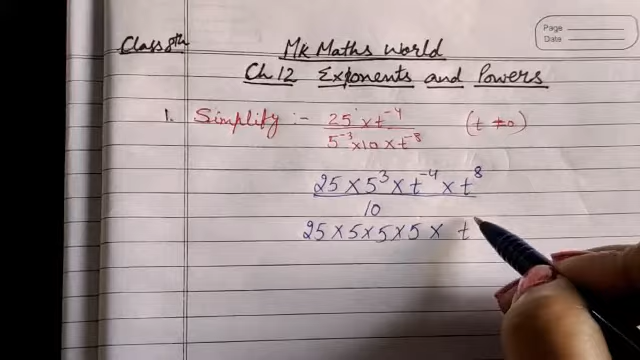 Page
Date
Class 8th
MK Maths World
Ch 12 Exponents and Powers
1. Simplify :- 25 × t⁻⁴ / 5⁻³ × 10 × t⁻⁸ (t ≠ 0)
25 × 5³ × t⁻⁴ × t⁸
10
25 × 5 × 5 × 5 × t